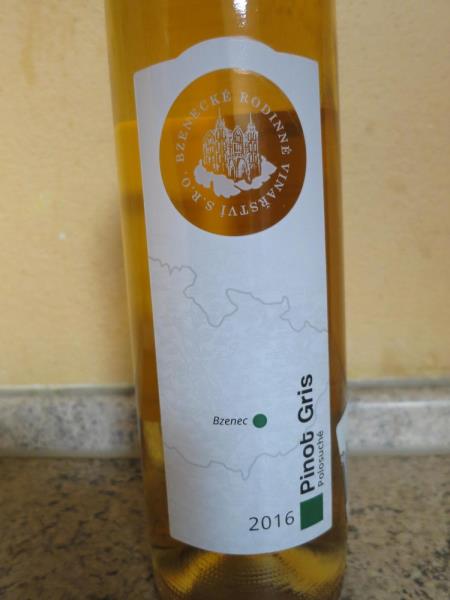 BZENECKÉ RODINNÉ VINAŘSTVÍ S.R.O.
Bzenec
Pinot Gris
Polosuché
2016